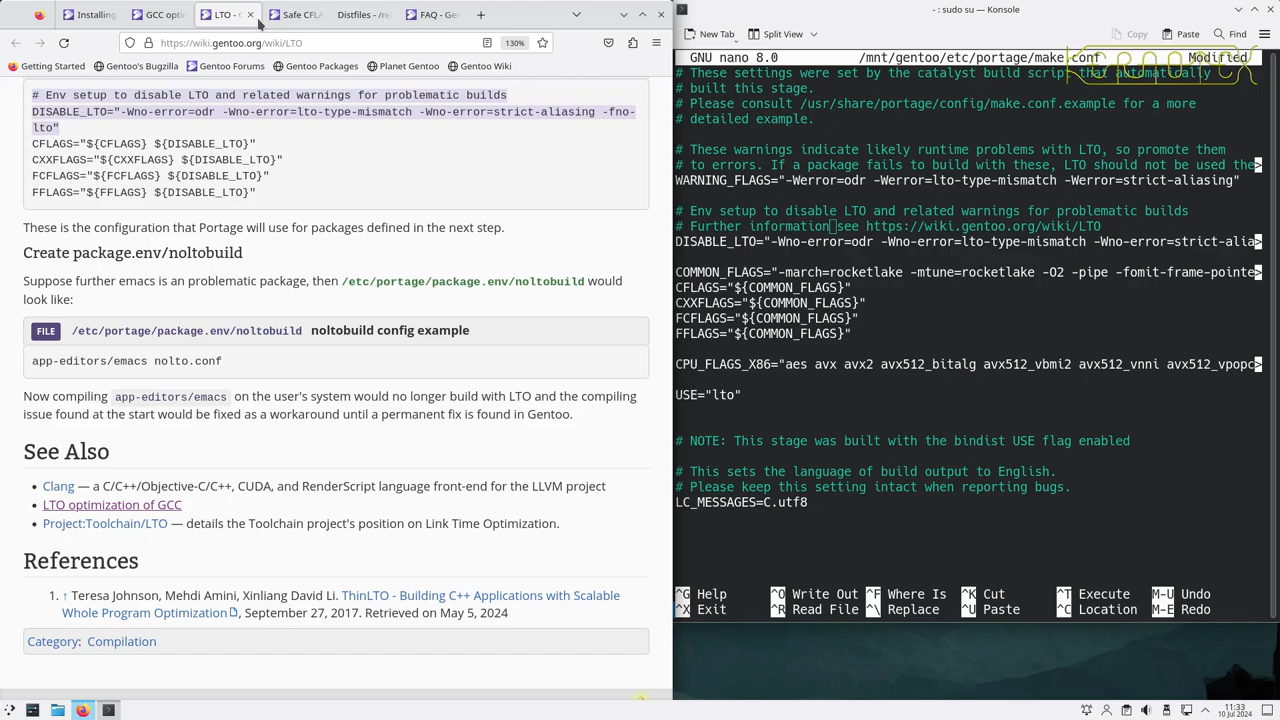 Installing
GCC opti
LTO - G
Safe CFLA
Distfiles - /re
FAQ - Ger
https://wiki.gentoo.org/wiki/LTO
130%
Getting Started
Gentoo's Bugzilla
Gentoo Forums
Gentoo Packages
Planet Gentoo
Gentoo Wiki
# Env setup to disable LTO and related warnings for problematic builds
DISABLE_LTO="-Wno-error=odr -Wno-error=lto-type-mismatch -Wno-error=strict-aliasing -fno-
lto"
CFLAGS="${CFLAGS} ${DISABLE_LTO}"
CXXFLAGS="${CXXFLAGS} ${DISABLE_LTO}"
FCFLAGS="${FCFLAGS} ${DISABLE_LTO}"
FFLAGS="${FFLAGS} ${DISABLE_LTO}"
These is the configuration that Portage will use for packages defined in the next step.
Create package.env/noltobuild
Suppose further emacs is an problematic package, then /etc/portage/package.env/noltobuild would
look like:
FILE /etc/portage/package.env/noltobuild noltobuild config example
app-editors/emacs nolto.conf
Now compiling app-editors/emacs on the user's system would no longer build with LTO and the compiling
issue found at the start would be fixed as a workaround until a permanent fix is found in Gentoo.
See Also
• Clang — a C/C++/Objective-C/C++, CUDA, and RenderScript language front-end for the LLVM project
• LTO optimization of GCC
• Project:Toolchain/LTO — details the Toolchain project's position on Link Time Optimization.
References
1. ↑ Teresa Johnson, Mehdi Amini, Xinliang David Li. ThinLTO - Building C++ Applications with Scalable
Whole Program Optimization, September 27, 2017. Retrieved on May 5, 2024
Category: Compilation
- : sudo su — Konsole
New Tab
Split View
Copy
Paste
Find
GNU nano 8.0 /mnt/gentoo/etc/portage/make.conf Modified
# These settings were set by the catalyst build script that automatically
# built this stage.
# Please consult /usr/share/portage/config/make.conf.example for a more
# detailed example.
# These warnings indicate likely runtime problems with LTO, so promote them
# to errors. If a package fails to build with these, LTO should not be used the>
WARNING_FLAGS="-Werror=odr -Werror=lto-type-mismatch -Werror=strict-aliasing"
# Env setup to disable LTO and related warnings for problematic builds
# Further information see https://wiki.gentoo.org/wiki/LTO
DISABLE_LTO="-Wno-error=odr -Wno-error=lto-type-mismatch -Wno-error=strict-alia>
COMMON_FLAGS="-march=rocketlake -mtune=rocketlake -O2 -pipe -fomit-frame-pointe>
CFLAGS="${COMMON_FLAGS}"
CXXFLAGS="${COMMON_FLAGS}"
FCFLAGS="${COMMON_FLAGS}"
FFLAGS="${COMMON_FLAGS}"
CPU_FLAGS_X86="aes avx avx2 avx512_bitalg avx512_vbmi2 avx512_vnni avx512_vpopc>
USE="lto"
# NOTE: This stage was built with the bindist USE flag enabled
# This sets the language of build output to English.
# Please keep this setting intact when reporting bugs.
LC_MESSAGES=C.utf8
^G Help ^O Write Out ^F Where Is ^K Cut ^T Execute M-U Undo
^X Exit ^R Read File ^\ Replace ^U Paste ^C Location M-E Redo
11:33
10 Jul 2024